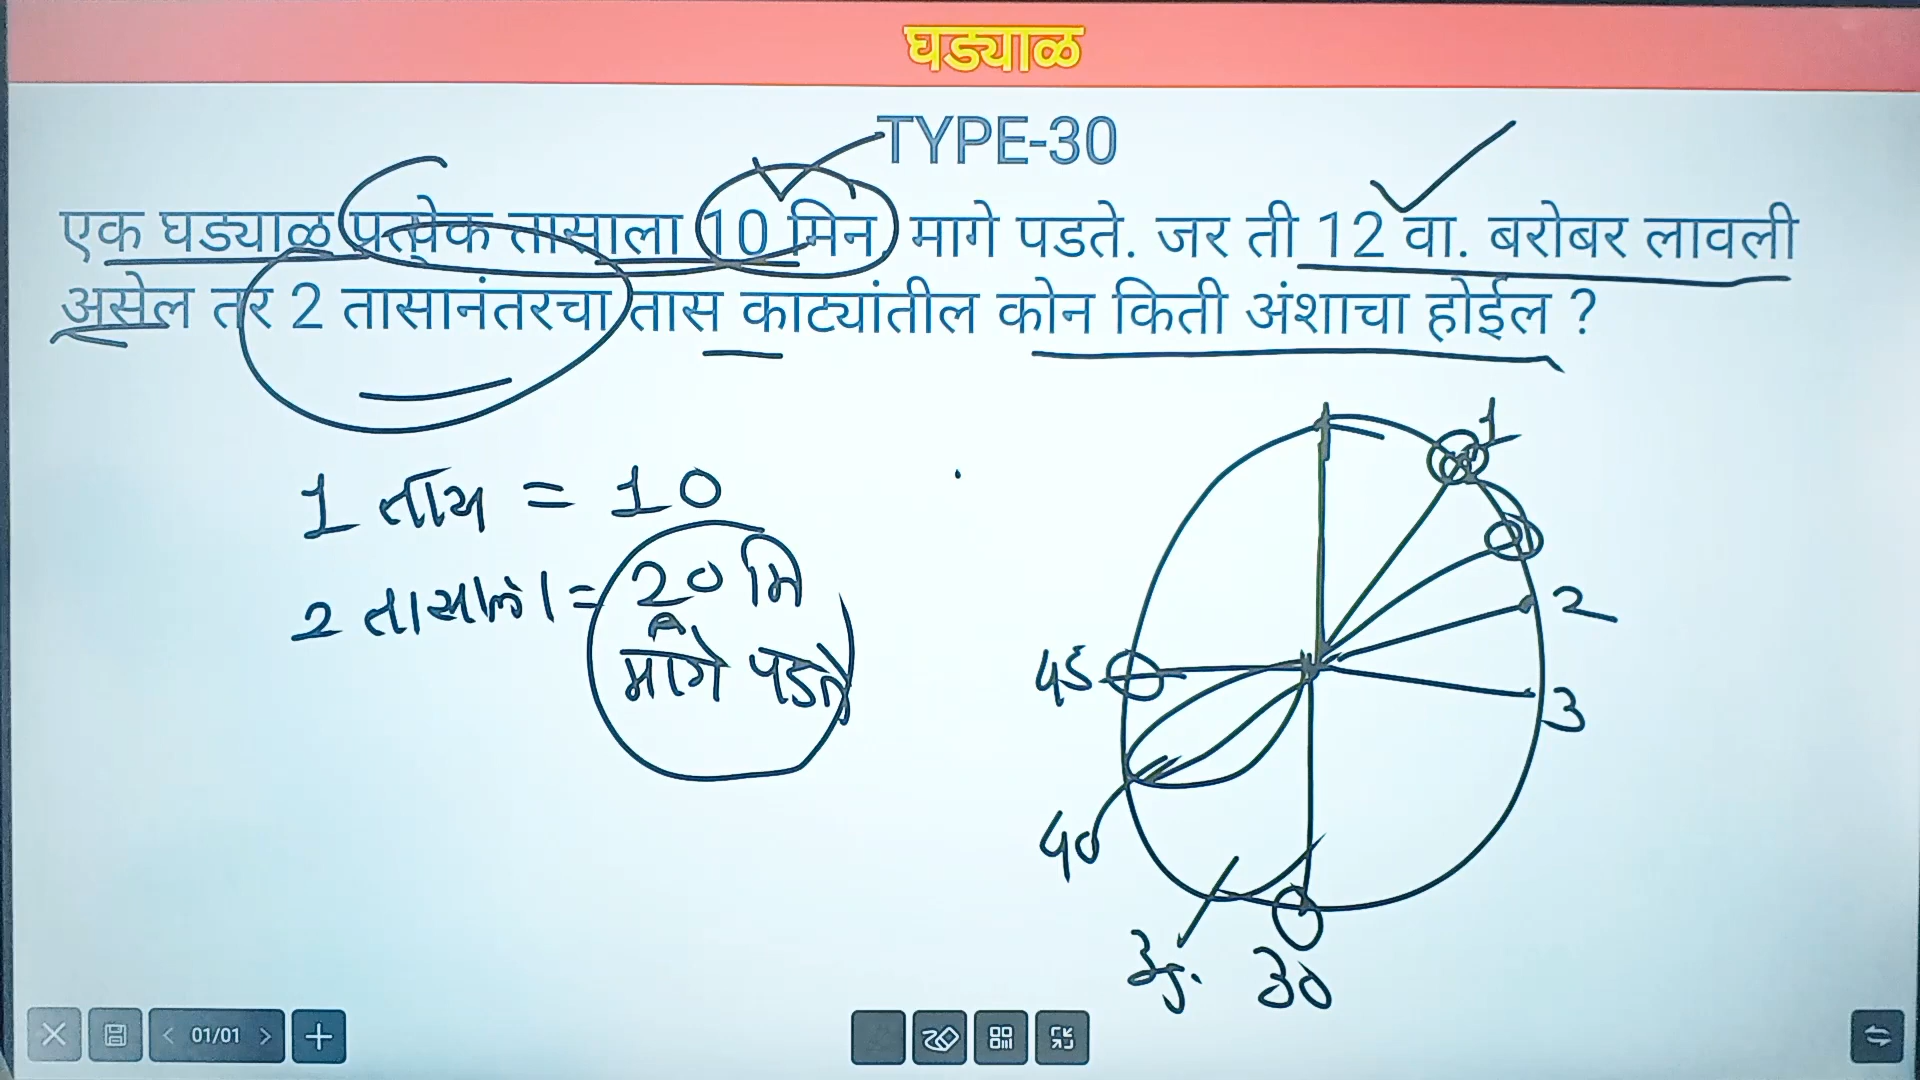 घड्याळ
TYPE-30
एक घड्याळ प्रत्येक तासाला 10 मिन मागे पडते. जर ती 12 वा. बरोबर लावली
असेल तर 2 तासानंतरचा तास काट्यांतील कोन किती अंशाचा होईल ?
1 तास = 10
2 तासाला = 20 मि
मागे पडते
1
2
3
45
40
35.
30
01/01